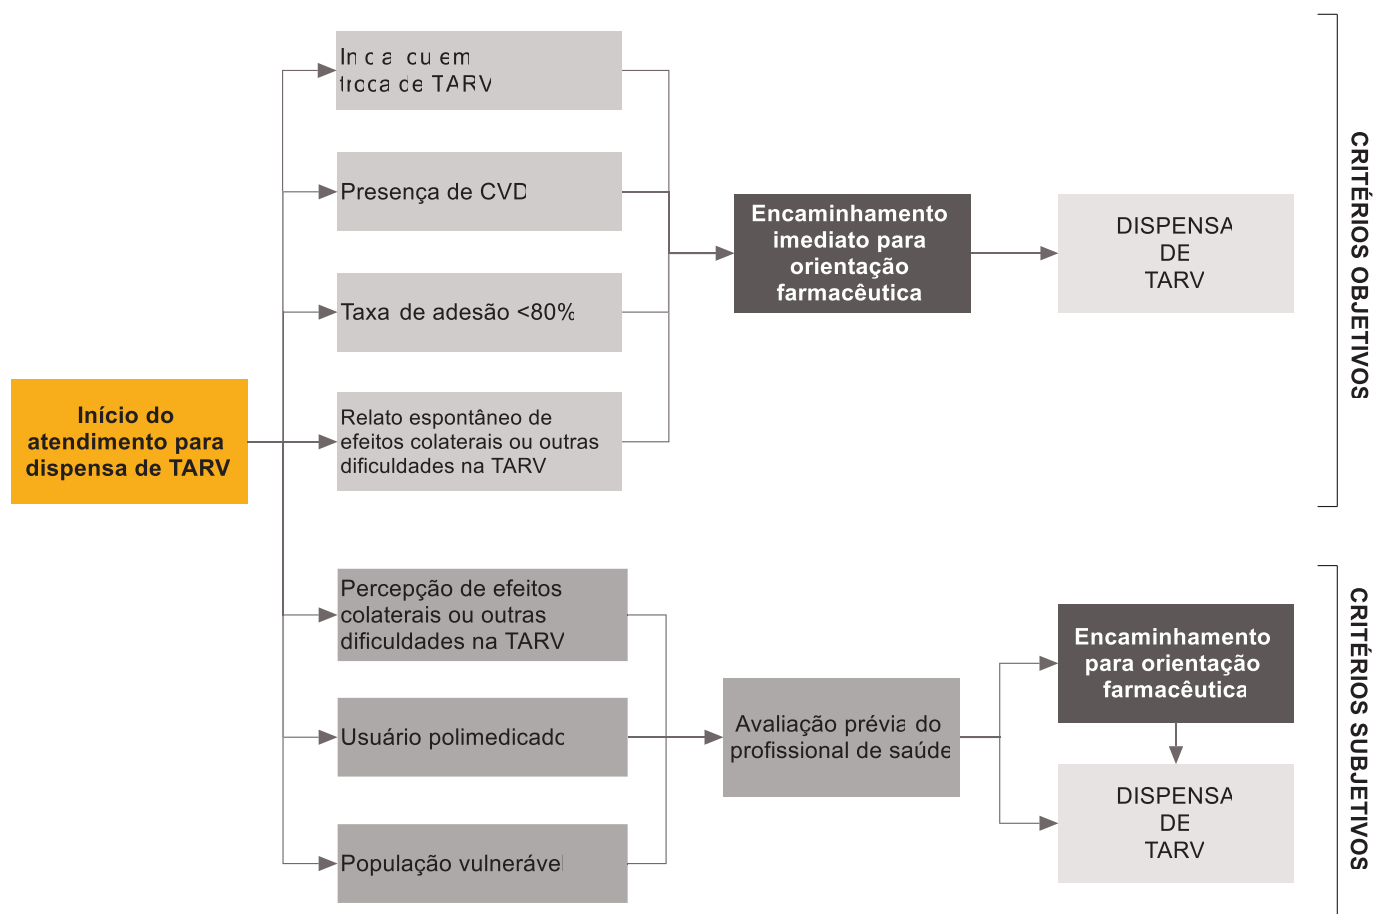 Início do
atendimento para
dispensa de TARV
troca de TARV
Presença de CVD
Taxa de adesão <80%
Relato espontâneo de
efeitos colaterais ou outras
dificuldades na TARV
Encaminhamento
imediato para
orientação
farmacêutica
DISPENSA
DE
TARV
CRITÉRIOS OBJETIVOS
Percepção de efeitos
colaterais ou outras
dificuldades na TARV
Usuário polimedicado
População vulnerável
Avaliação prévia do
profissional de saúde
Encaminhamento
para orientação
farmacêutica
DISPENSA
DE
TARV
CRITÉRIOS SUBJETIVOS